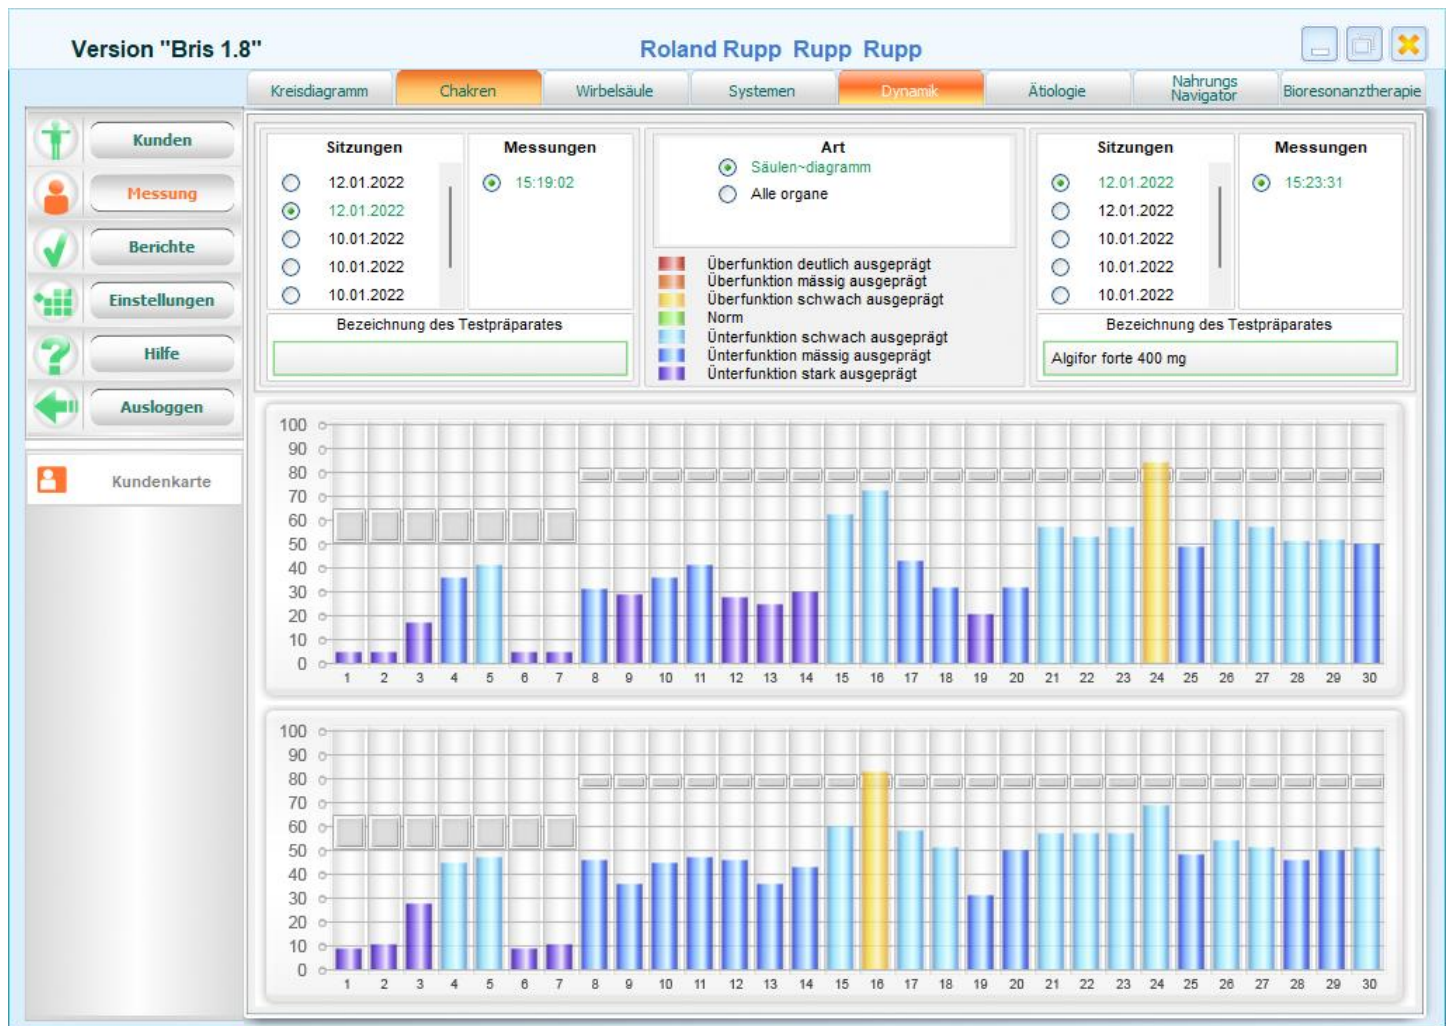 Version "Bris 1.8"
Roland Rupp Rupp Rupp
Kreisdiagramm
Chakren
Wirbelsäule
Systemen
Dynamik
Ätiologie
Nahrungs
Navigator
Bioresonanztherapie
Kunden
Messung
Berichte
Einstellungen
Hilfe
Ausloggen
Kundenkarte
Sitzungen
12.01.2022
12.01.2022
10.01.2022
10.01.2022
10.01.2022
Messungen
15:19:02
Bezeichnung des Testpräparates
Art
Säulen~diagramm
Alle organe
Überfunktion deutlich ausgeprägt
Überfunktion mässig ausgeprägt
Überfunktion schwach ausgeprägt
Norm
Ünterfunktion schwach ausgeprägt
Ünterfunktion mässig ausgeprägt
Ünterfunktion stark ausgeprägt
Sitzungen
12.01.2022
12.01.2022
10.01.2022
10.01.2022
10.01.2022
Messungen
15:23:31
Bezeichnung des Testpräparates
Algifor forte 400 mg
100
90
80
70
60
50
40
30
20
10
0
1 2 3 4 5 6 7 8 9 10 11 12 13 14 15 16 17 18 19 20 21 22 23 24 25 26 27 28 29 30
100
90
80
70
60
50
40
30
20
10
0
1 2 3 4 5 6 7 8 9 10 11 12 13 14 15 16 17 18 19 20 21 22 23 24 25 26 27 28 29 30